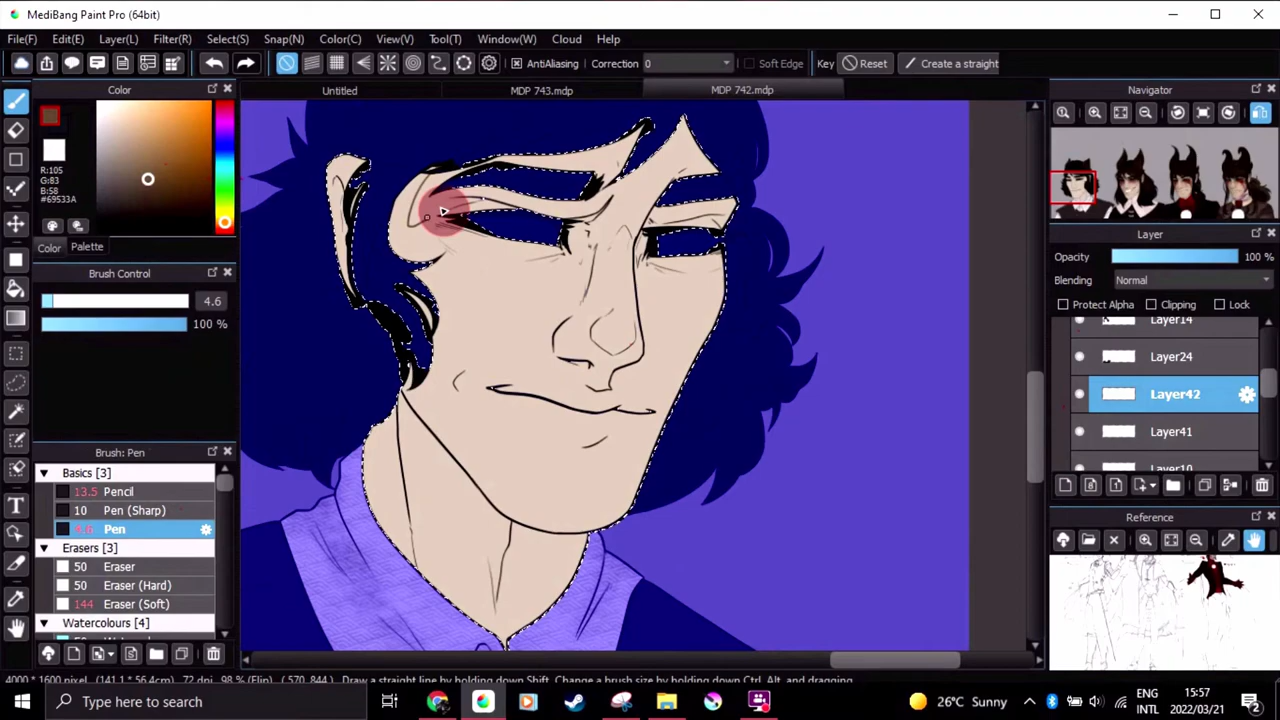 MediBang Paint Pro (64bit)
File(F) Edit(E) Layer(L) Filter(R) Select(S) Snap(N) Color(C) View(V) Tool(T) Window(W) Cloud Help
AntiAliasing Correction 0 Soft Edge Key Reset Create a straight
Color
Untitled MDP 743.mdp MDP 742.mdp
Navigator
R:105
G:83
B:58
#69533A
Color Palette
Layer
Opacity 100 %
Brush Control
Blending Normal
4.6
Protect Alpha Clipping Lock
100 %
Layer14
Layer24
Layer42
Layer41
Layer10
Brush: Pen
Basics [3]
13.5 Pencil
10 Pen (Sharp)
4.6 Pen
Reference
Erasers [3]
50 Eraser
50 Eraser (Hard)
144 Eraser (Soft)
Watercolours [4]
4000 * 1600 pixel (141.1 * 56.4cm) 72 dpi 98 % (Flip) ( 570, 844 ) Draw a straight line by holding down Shift, Change a brush size by holding down Ctrl, Alt, and dragging
Type here to search
26°C Sunny
ENG
INTL
15:57
2022/03/21
2